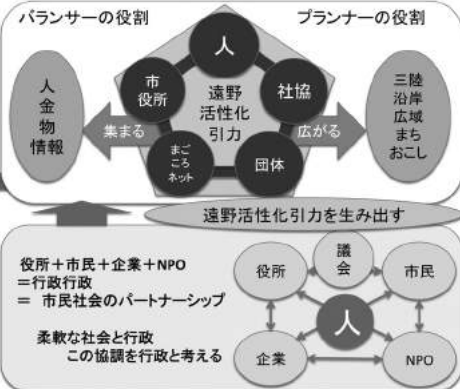 バランサーの役割
プランナーの役割
人
金
物
情報
集まる
人
市
役所
社協
遠野
活性化
引力
まご
ころ
ネット
団体
広がる
三陸
沿岸
広域
まち
おこし
遠野活性化引力を生み出す
役所＋市民＋企業＋NPO
＝行政行政
＝ 市民社会のパートナーシップ
柔軟な社会と行政
この協調を行政と考える
役所
議
会
市民
人
企業
NPO